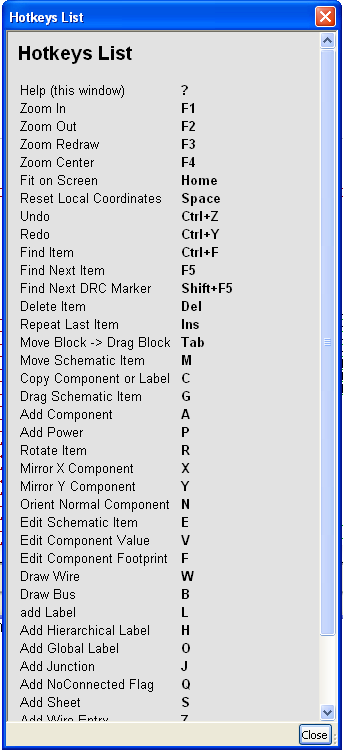 Hotkeys List
Hotkeys List
Help (this window) ?
Zoom In F1
Zoom Out F2
Zoom Redraw F3
Zoom Center F4
Fit on Screen Home
Reset Local Coordinates Space
Undo Ctrl+Z
Redo Ctrl+Y
Find Item Ctrl+F
Find Next Item F5
Find Next DRC Marker Shift+F5
Delete Item Del
Repeat Last Item Ins
Move Block -> Drag Block Tab
Move Schematic Item M
Copy Component or Label C
Drag Schematic Item G
Add Component A
Add Power P
Rotate Item R
Mirror X Component X
Mirror Y Component Y
Orient Normal Component N
Edit Schematic Item E
Edit Component Value V
Edit Component Footprint F
Draw Wire W
Draw Bus B
add Label L
Add Hierarchical Label H
Add Global Label O
Add Junction J
Add NoConnected Flag Q
Add Sheet S
Add Wire Entry Z
Close